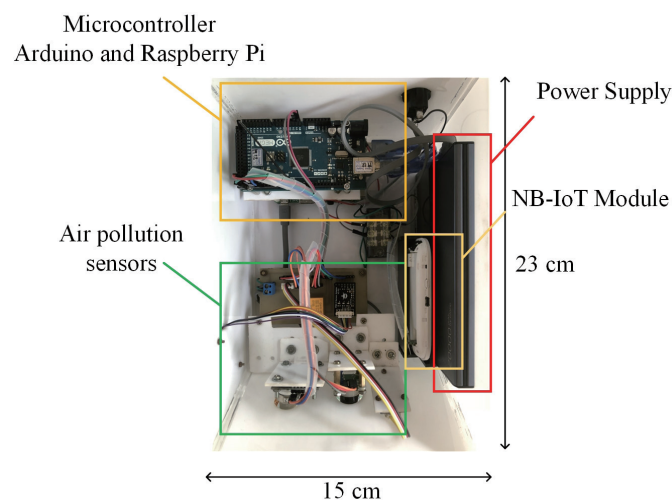 Microcontroller
Arduino and Raspberry Pi
Power Supply
NB-IoT Module
Air pollution
sensors
23 cm
15 cm